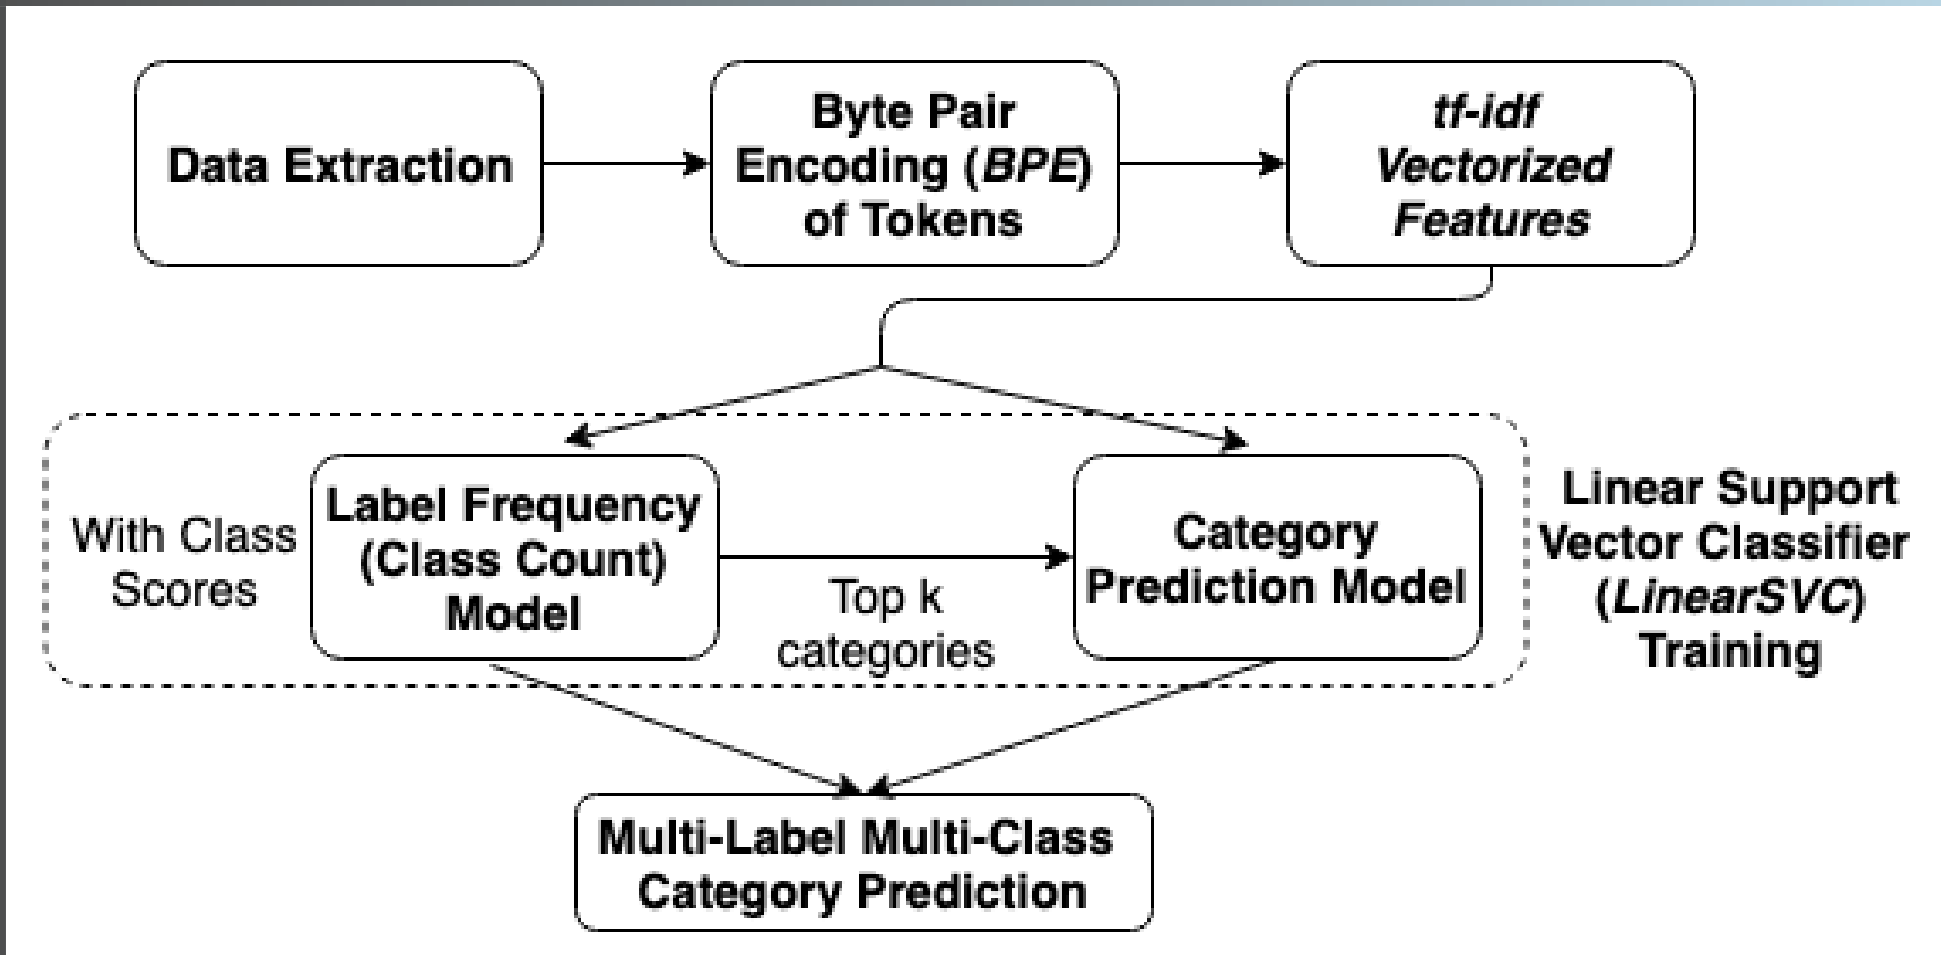 Data Extraction
Byte Pair
Encoding (BPE)
of Tokens
tf-idf
Vectorized
Features
With Class
Scores
Label Frequency
(Class Count)
Model
Top k
categories
Category
Prediction Model
Linear Support
Vector Classifier
(LinearSVC)
Training
Multi-Label Multi-Class
Category Prediction